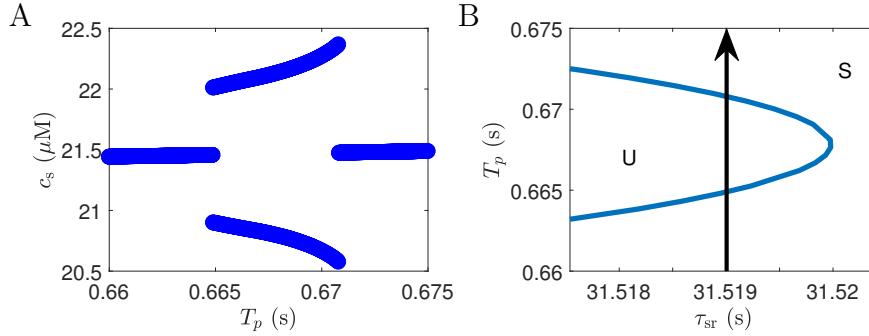 A
22.5
22
21.5
21
20.5
c_s (μM)
0.66
0.665
0.67
0.675
T_p (s)
B
0.675
0.67
0.665
0.66
T_p (s)
S
U
31.518
31.519
31.52
τ_sr (s)